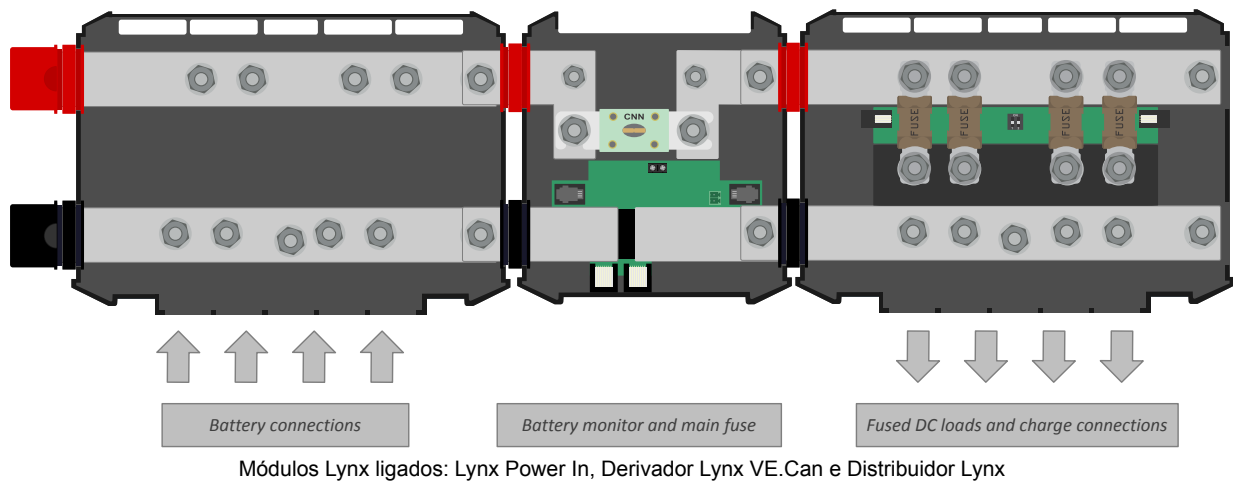 CNN
FUSE FUSE FUSE FUSE
Battery connections
Battery monitor and main fuse
Fused DC loads and charge connections
Módulos Lynx ligados: Lynx Power In, Derivador Lynx VE.Can e Distribuidor Lynx